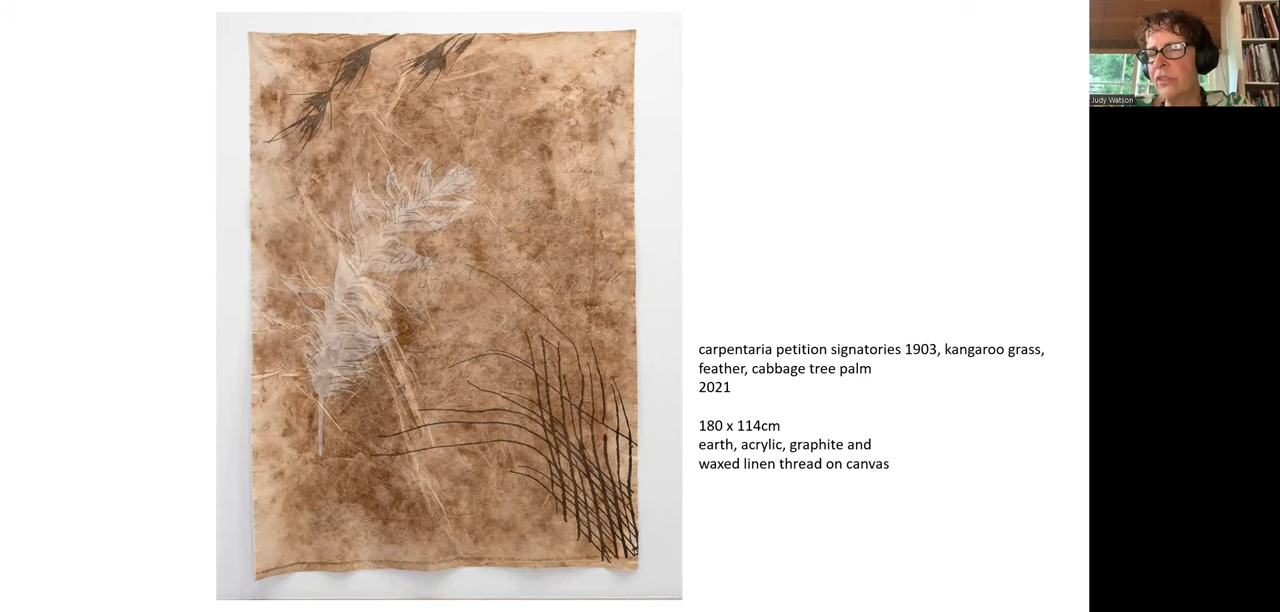 Judy Watson
carpentaria petition signatories 1903, kangaroo grass,
feather, cabbage tree palm
2021
180 x 114cm
earth, acrylic, graphite and
waxed linen thread on canvas